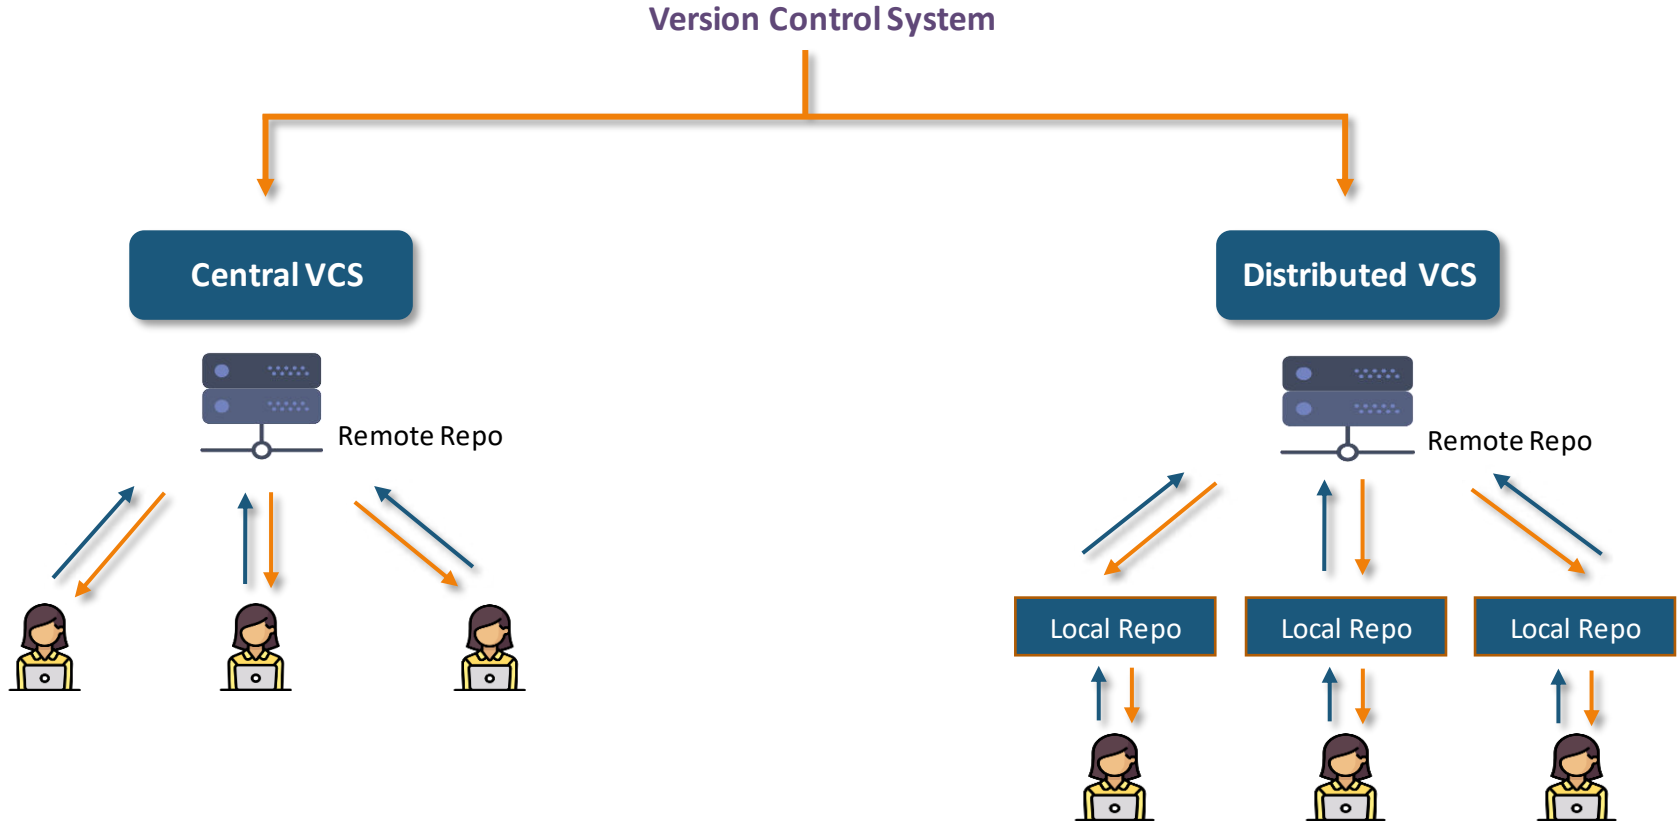 Version Control System
Central VCS
Distributed VCS
Remote Repo
Remote Repo
Local Repo
Local Repo
Local Repo